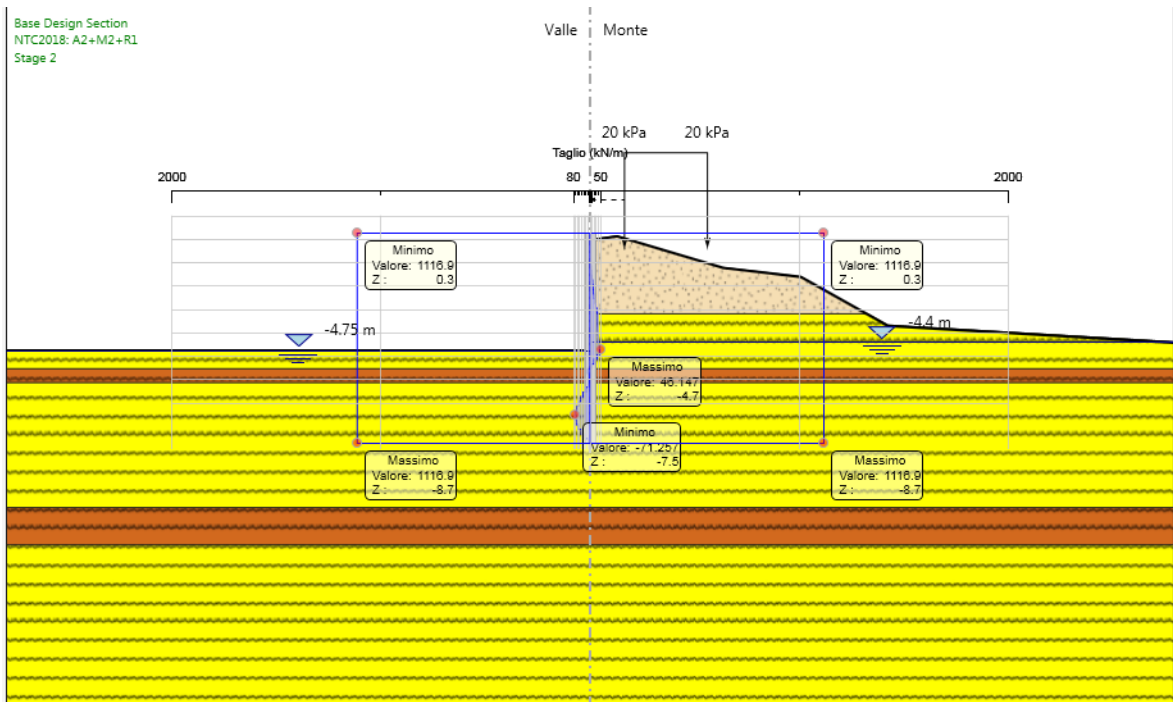 Base Design Section
NTC2018: A2+M2+R1
Stage 2
Valle
Monte
20 kPa
20 kPa
Taglio (kN/m)
2000
80
50
2000
Minimo
Valore: 1116.9
Z : 0.3
Minimo
Valore: 1116.9
Z : 0.3
-4.75 m
-4.4 m
Massimo
Valore: 46.147
Z : -4.7
Minimo
Valore: -71.257
Z : -7.5
Massimo
Valore: 1116.9
Z : -8.7
Massimo
Valore: 1116.9
Z : -8.7